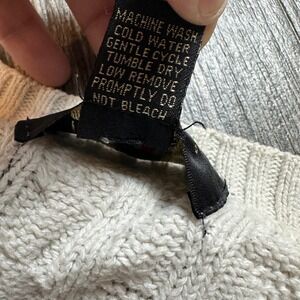 MACHINE WASH
COLD WATER
GENTLE CYCLE
TUMBLE DRY
LOW REMOVE
PROMPTLY DO
NOT BLEACH